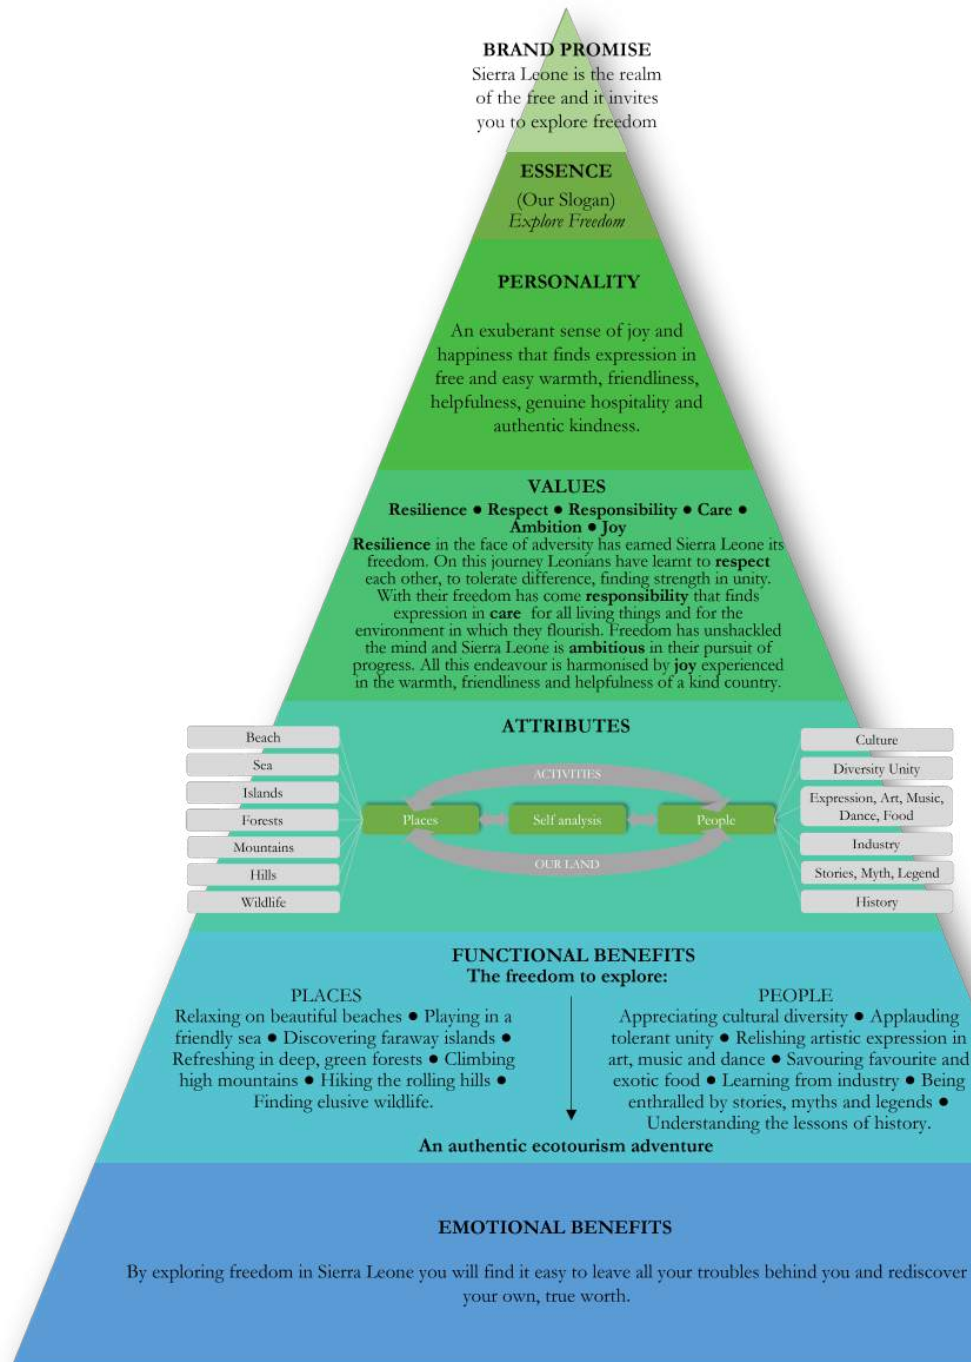 BRAND PROMISE
Sierra Leone is the realm
of the free and it invites
you to explore freedom
ESSENCE
(Our Slogan)
Explore Freedom
PERSONALITY
An exuberant sense of joy and
happiness that finds expression in
free and easy warmth, friendliness,
helpfulness, genuine hospitality and
authentic kindness.
VALUES
Resilience ● Respect ● Responsibility ● Care ●
Ambition ● Joy
Resilience in the face of adversity has earned Sierra Leone its
freedom. On this journey Leonians have learnt to respect
each other, to tolerate difference, finding strength in unity.
With their freedom has come responsibility that finds
expression in care for all living things and for the
environment in which they flourish. Freedom has unshackled
the mind and Sierra Leone is ambitious in their pursuit of
progress. All this endeavour is harmonised by joy experienced
in the warmth, friendliness and helpfulness of a kind country.
ATTRIBUTES
Beach
Sea
Islands
Forests
Mountains
Hills
Wildlife
ACTIVITIES
Places
Self analysis
People
OUR LAND
Culture
Diversity Unity
Expression, Art, Music,
Dance, Food
Industry
Stories, Myth, Legend
History
FUNCTIONAL BENEFITS
The freedom to explore:
PLACES
Relaxing on beautiful beaches ● Playing in a
friendly sea ● Discovering faraway islands ●
Refreshing in deep, green forests ● Climbing
high mountains ● Hiking the rolling hills ●
Finding elusive wildlife.
PEOPLE
Appreciating cultural diversity ● Applauding
tolerant unity ● Relishing artistic expression in
art, music and dance ● Savouring favourite and
exotic food ● Learning from industry ● Being
enthralled by stories, myths and legends ●
Understanding the lessons of history.
An authentic ecotourism adventure
EMOTIONAL BENEFITS
By exploring freedom in Sierra Leone you will find it easy to leave all your troubles behind you and rediscover
your own, true worth.